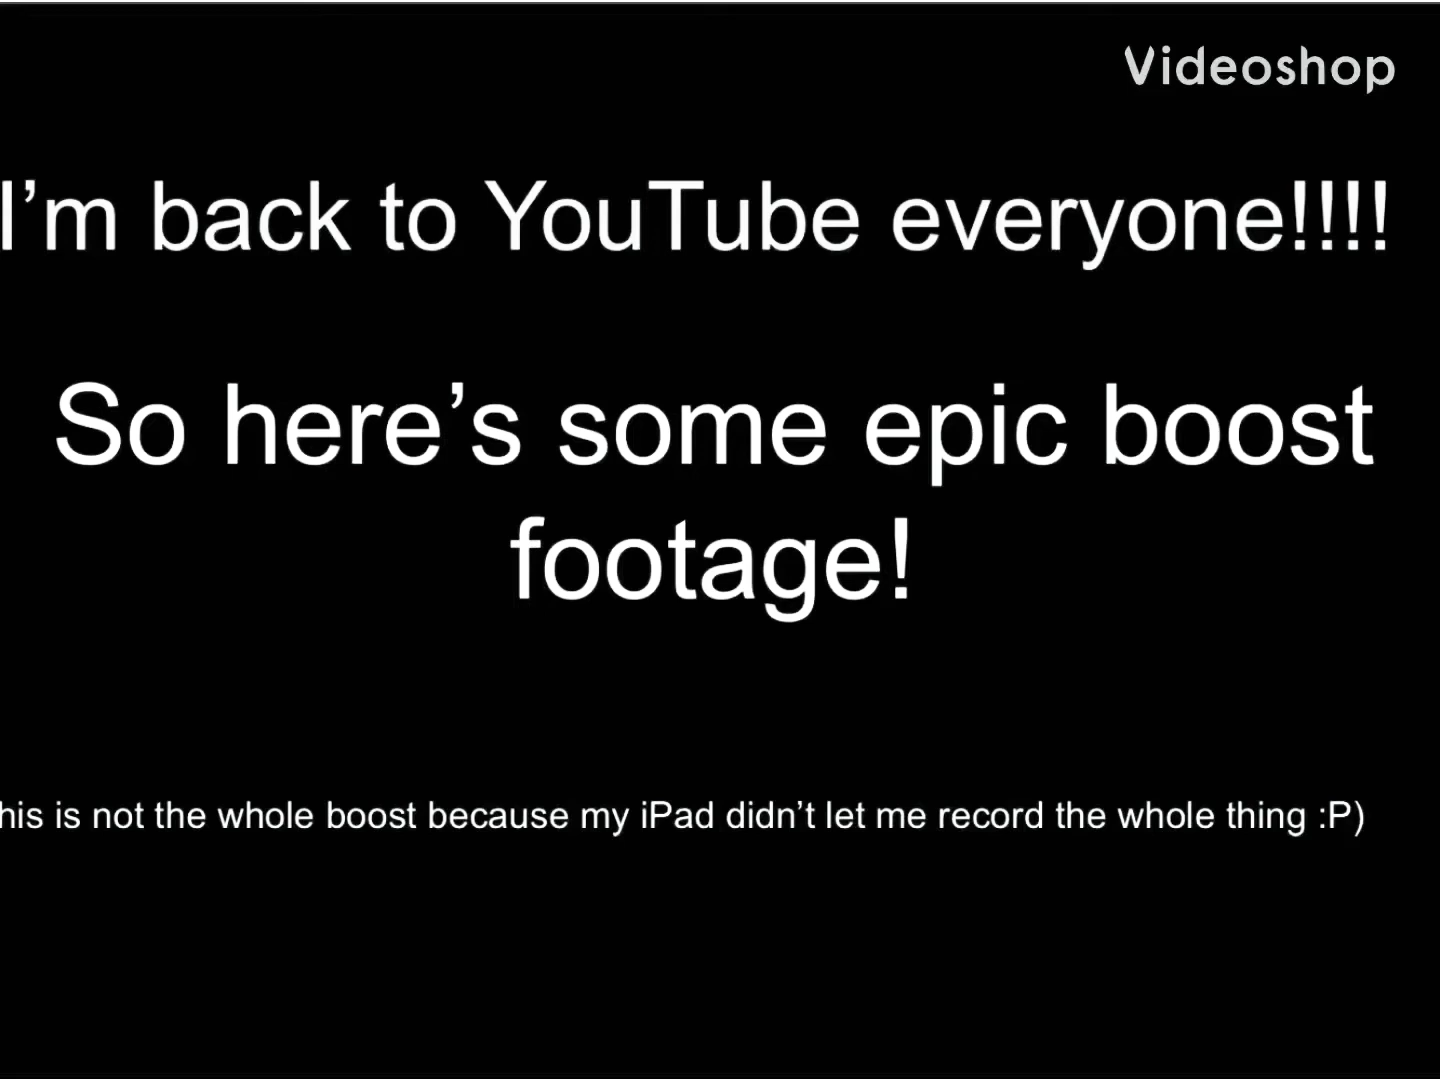 Videoshop
I’m back to YouTube everyone!!!!
So here’s some epic boost
footage!
his is not the whole boost because my iPad didn’t let me record the whole thing :P)